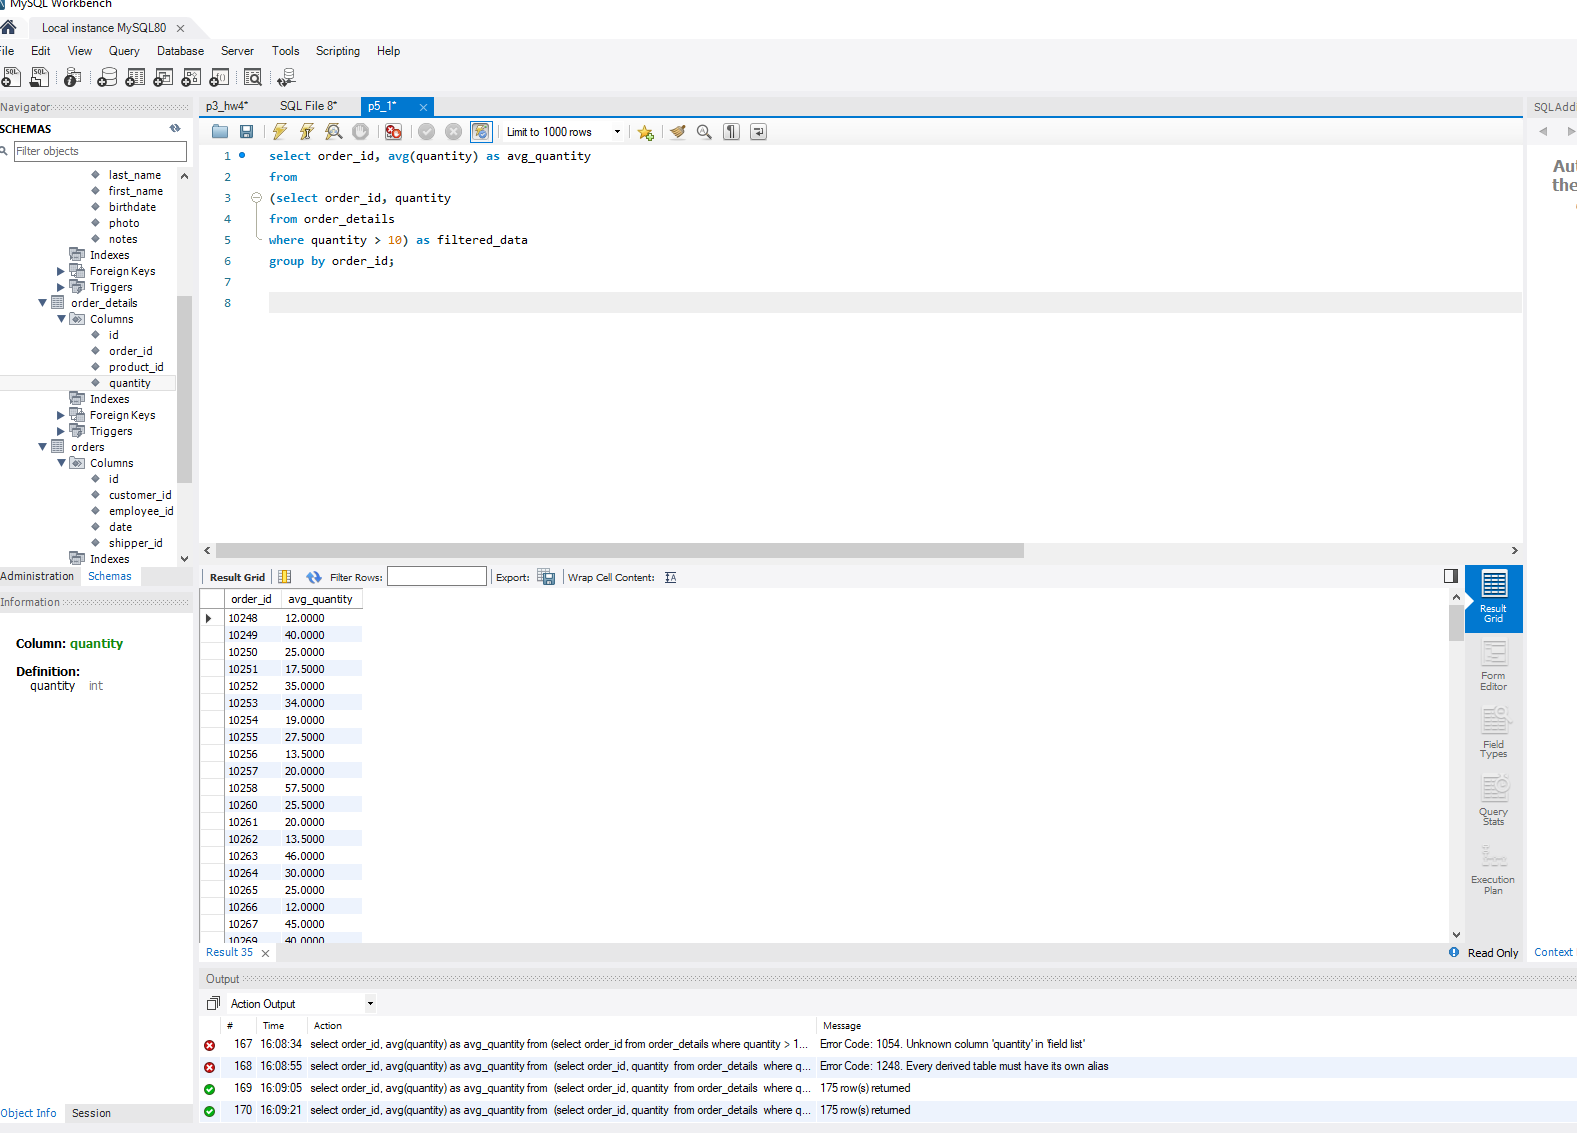 MySQL Workbench
Local instance MySQL80
File Edit View Query Database Server Tools Scripting Help
Navigator
SCHEMAS
Filter objects
last_name
first_name
birthdate
photo
notes
Indexes
Foreign Keys
Triggers
order_details
Columns
id
order_id
product_id
quantity
Indexes
Foreign Keys
Triggers
orders
Columns
id
customer_id
employee_id
date
shipper_id
Indexes
Administration Schemas
Information
Column: quantity
Definition:
quantity int
Object Info Session
p3_hw4* SQL File 8* p5_1*
Limit to 1000 rows
1 select order_id, avg(quantity) as avg_quantity
2 from
3 (select order_id, quantity
4 from order_details
5 where quantity > 10) as filtered_data
6 group by order_id;
7
8
Result Grid Filter Rows: Export: Wrap Cell Content:
order_id avg_quantity
10248 12.0000
10249 40.0000
10250 25.0000
10251 17.5000
10252 35.0000
10253 34.0000
10254 19.0000
10255 27.5000
10256 13.5000
10257 20.0000
10258 57.5000
10260 25.5000
10261 20.0000
10262 13.5000
10263 46.0000
10264 30.0000
10265 25.0000
10266 12.0000
10267 45.0000
10269 40.0000
Result Grid
Form Editor
Field Types
Query Stats
Execution Plan
Result 35
Read Only
Output
Action Output
# Time Action Message
167 16:08:34 select order_id, avg(quantity) as avg_quantity from (select order_id from order_details where quantity > 1... Error Code: 1054. Unknown column 'quantity' in 'field list'
168 16:08:55 select order_id, avg(quantity) as avg_quantity from (select order_id, quantity from order_details where q... Error Code: 1248. Every derived table must have its own alias
169 16:09:05 select order_id, avg(quantity) as avg_quantity from (select order_id, quantity from order_details where q... 175 row(s) returned
170 16:09:21 select order_id, avg(quantity) as avg_quantity from (select order_id, quantity from order_details where q... 175 row(s) returned
SQLAddi
Aut
the
Context